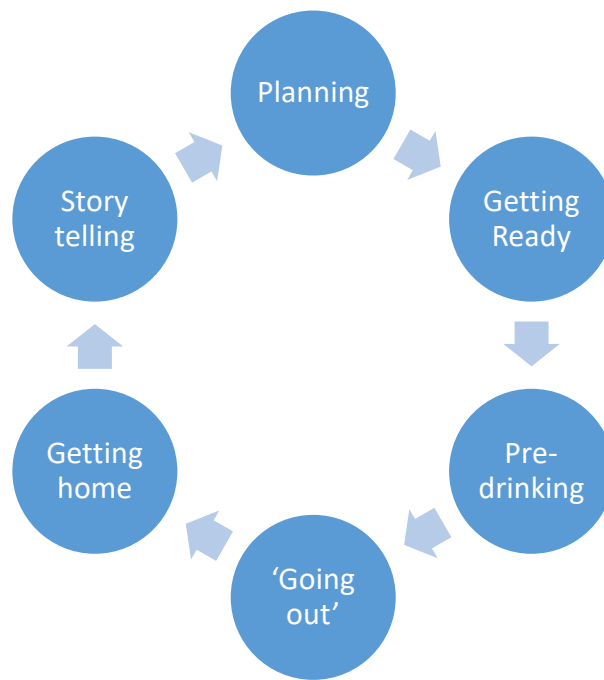 Planning
Getting
Ready
Pre-
drinking
‘Going
out’
Getting
home
Story
telling